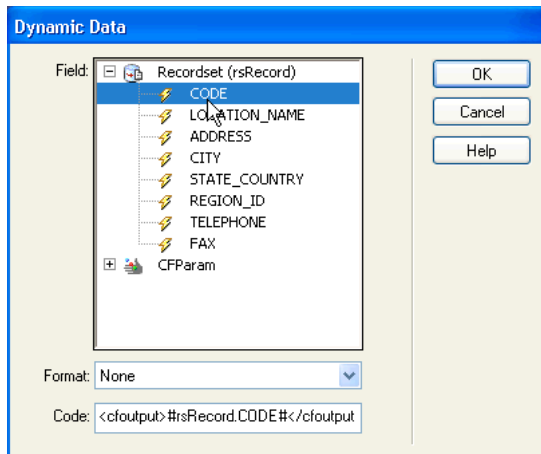 Dynamic Data
Field:
Recordset (rsRecord)
CODE
LOCATION_NAME
ADDRESS
CITY
STATE_COUNTRY
REGION_ID
TELEPHONE
FAX
CFParam
OK
Cancel
Help
Format: None
Code: <cfoutput>#rsRecord.CODE#</cfoutput